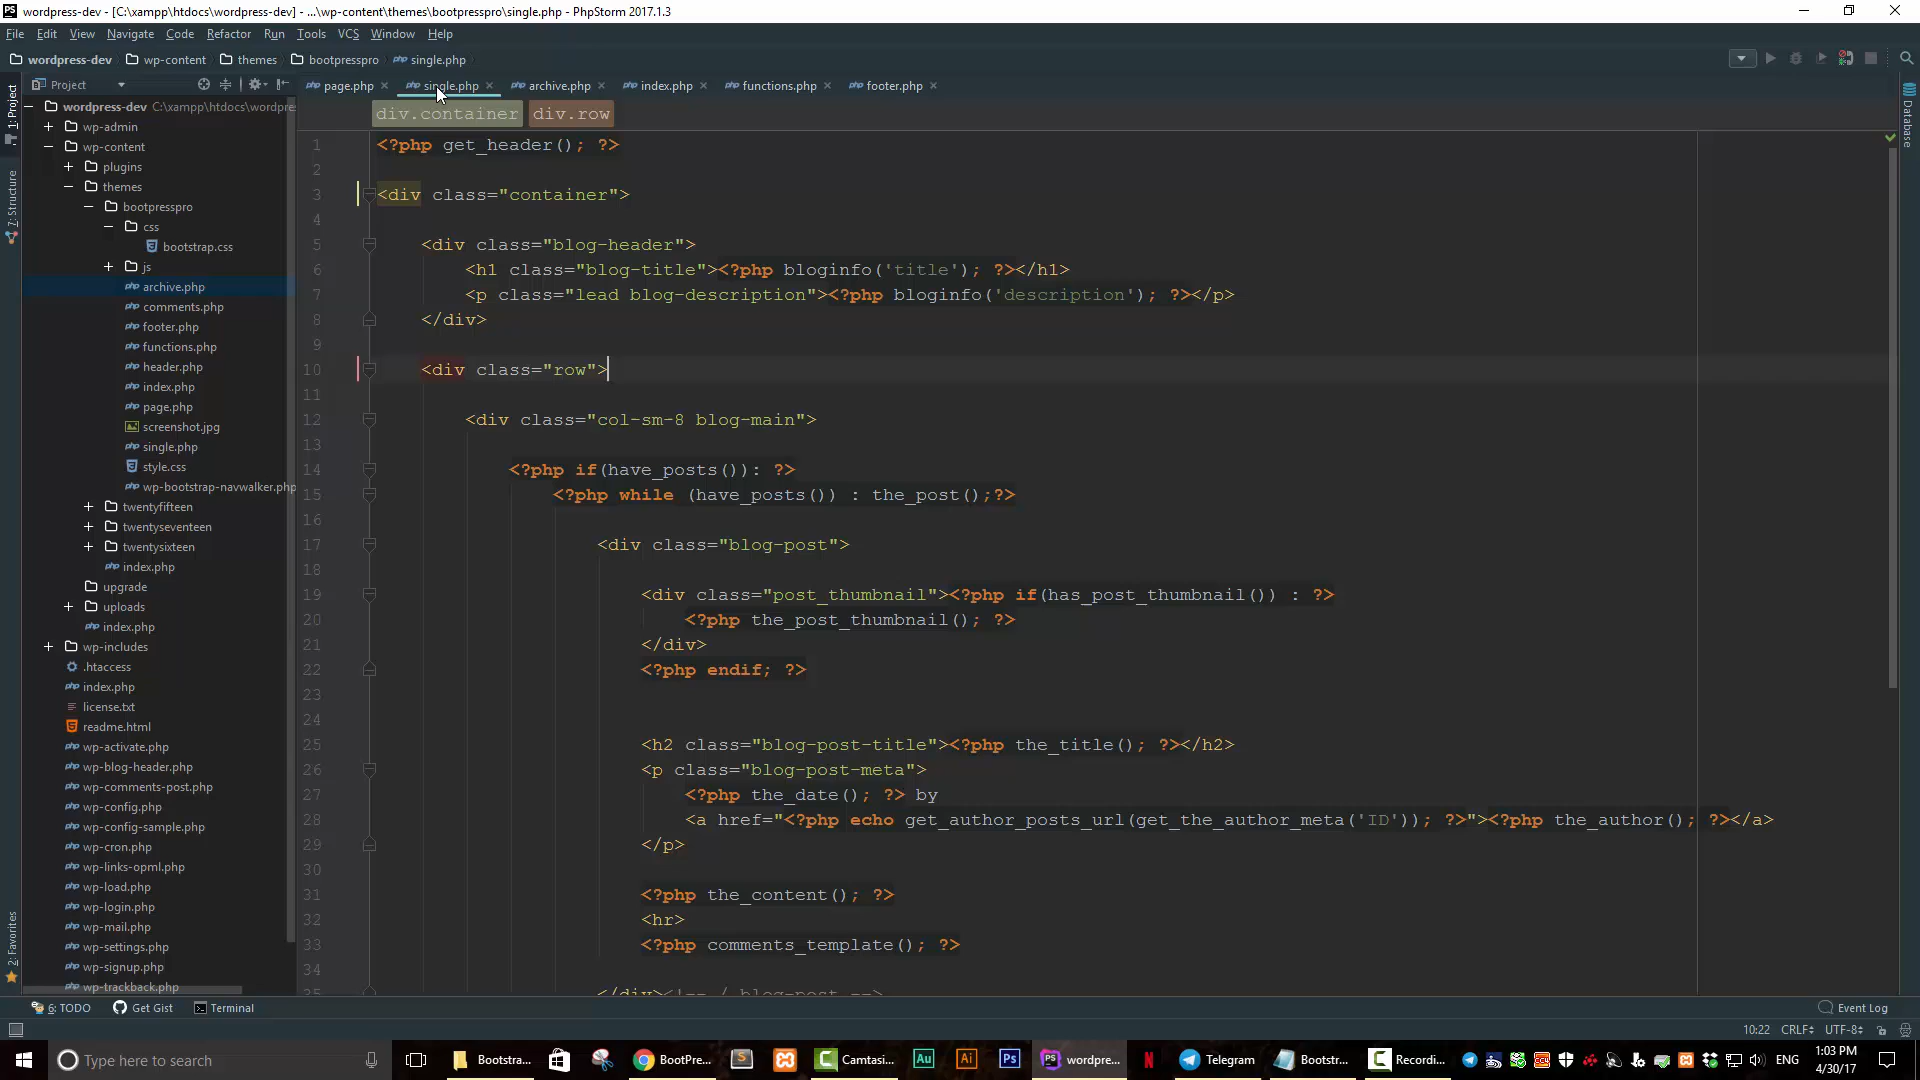 wordpress-dev - [C:\xampp\htdocs\wordpress-dev] - ...\wp-content\themes\bootpresspro\single.php - PhpStorm 2017.1.3
File Edit View Navigate Code Refactor Run Tools VCS Window Help
wordpress-dev wp-content themes bootpresspro single.php
Project
page.php single.php archive.php index.php functions.php footer.php
div.container div.row
1: Project
7: Structure
2: Favorites
Database
wordpress-dev C:\xampp\htdocs\wordpre
wp-admin
wp-content
plugins
themes
bootpresspro
css
bootstrap.css
js
archive.php
comments.php
footer.php
functions.php
header.php
index.php
page.php
screenshot.jpg
single.php
style.css
wp-bootstrap-navwalker.php
twentyfifteen
twentyseventeen
twentysixteen
index.php
upgrade
uploads
index.php
wp-includes
.htaccess
index.php
license.txt
readme.html
wp-activate.php
wp-blog-header.php
wp-comments-post.php
wp-config.php
wp-config-sample.php
wp-cron.php
wp-links-opml.php
wp-load.php
wp-login.php
wp-mail.php
wp-settings.php
wp-signup.php
wp-trackback.php
1 <?php get_header(); ?>
2
3 <div class="container">
4
5 <div class="blog-header">
6 <h1 class="blog-title"><?php bloginfo('title'); ?></h1>
7 <p class="lead blog-description"><?php bloginfo('description'); ?></p>
8 </div>
9
10 <div class="row">
11
12 <div class="col-sm-8 blog-main">
13
14 <?php if(have_posts()): ?>
15 <?php while (have_posts()) : the_post();?>
16
17 <div class="blog-post">
18
19 <div class="post_thumbnail"><?php if(has_post_thumbnail()) : ?>
20 <?php the_post_thumbnail(); ?>
21 </div>
22 <?php endif; ?>
23
24
25 <h2 class="blog-post-title"><?php the_title(); ?></h2>
26 <p class="blog-post-meta">
27 <?php the_date(); ?> by
28 <a href="<?php echo get_author_posts_url(get_the_author_meta('ID')); ?>"><?php the_author(); ?></a>
29 </p>
30
31 <?php the_content(); ?>
32 <hr>
33 <?php comments_template(); ?>
34
35 </div><!-- / blog-post -->
6: TODO Get Gist Terminal Event Log
10:22 CRLF UTF-8
Type here to search Bootstra... BootPre... Camtasi... Au Ai Ps wordpre... Telegram Bootstr... Recordi... ENG
1:03 PM
4/30/17